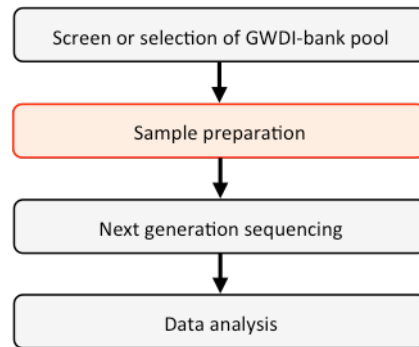 Screen or selection of GWDI-bank pool
Sample preparation
Next generation sequencing
Data analysis